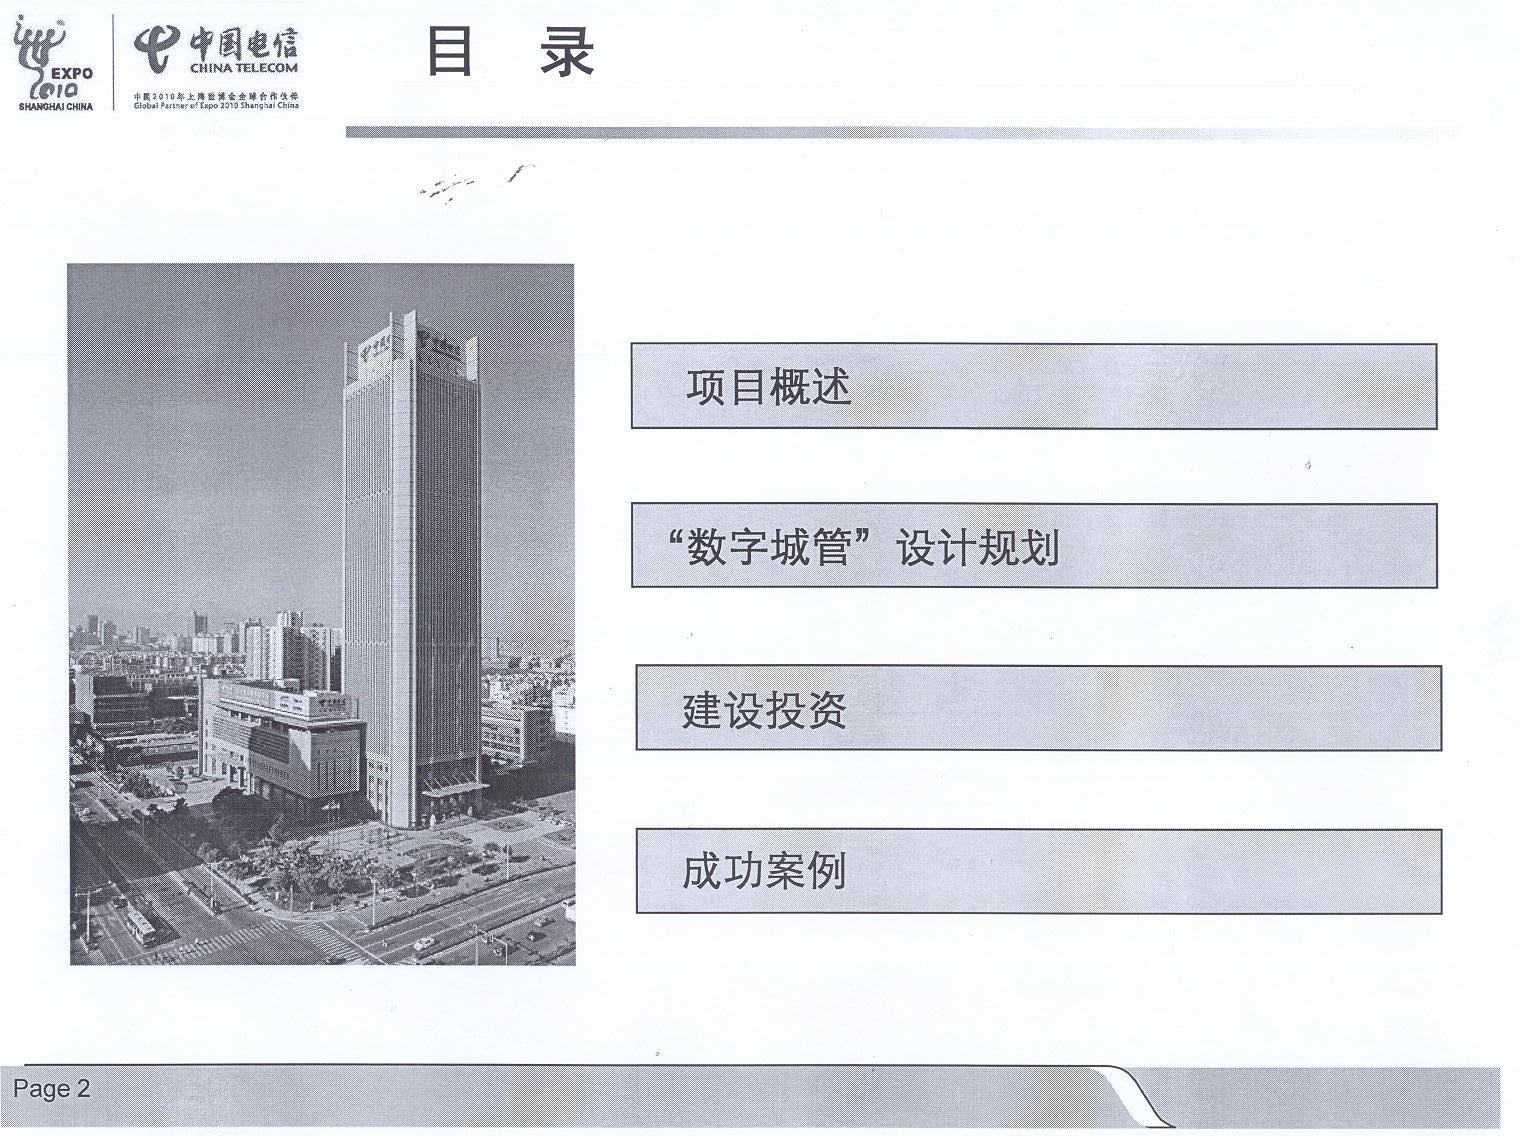 EXPO
2010
SHANGHAI CHINA
中国电信
CHINA TELECOM
中国2010年上海世博会全球合作伙伴
Global Partner of Expo 2010 Shanghai China
目 录
项目概述
“数字城管”设计规划
建设投资
成功案例
Page 2